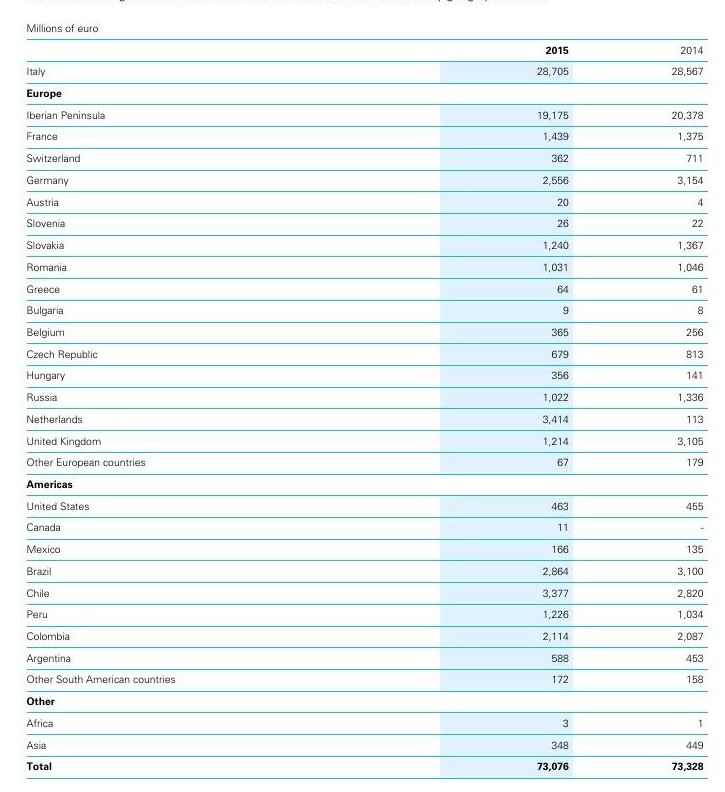 Millions of euro
2015 2014
Italy 28,705 28,567
Europe
Iberian Peninsula 19,175 20,378
France 1,439 1,375
Switzerland 362 711
Germany 2,556 3,154
Austria 20 4
Slovenia 26 22
Slovakia 1,240 1,367
Romania 1,031 1,046
Greece 64 61
Bulgaria 9 8
Belgium 365 256
Czech Republic 679 813
Hungary 356 141
Russia 1,022 1,336
Netherlands 3,414 113
United Kingdom 1,214 3,105
Other European countries 67 179
Americas
United States 463 455
Canada 11 -
Mexico 166 135
Brazil 2,864 3,100
Chile 3,377 2,820
Peru 1,226 1,034
Colombia 2,114 2,087
Argentina 588 453
Other South American countries 172 158
Other
Africa 3 1
Asia 348 449
Total 73,076 73,328